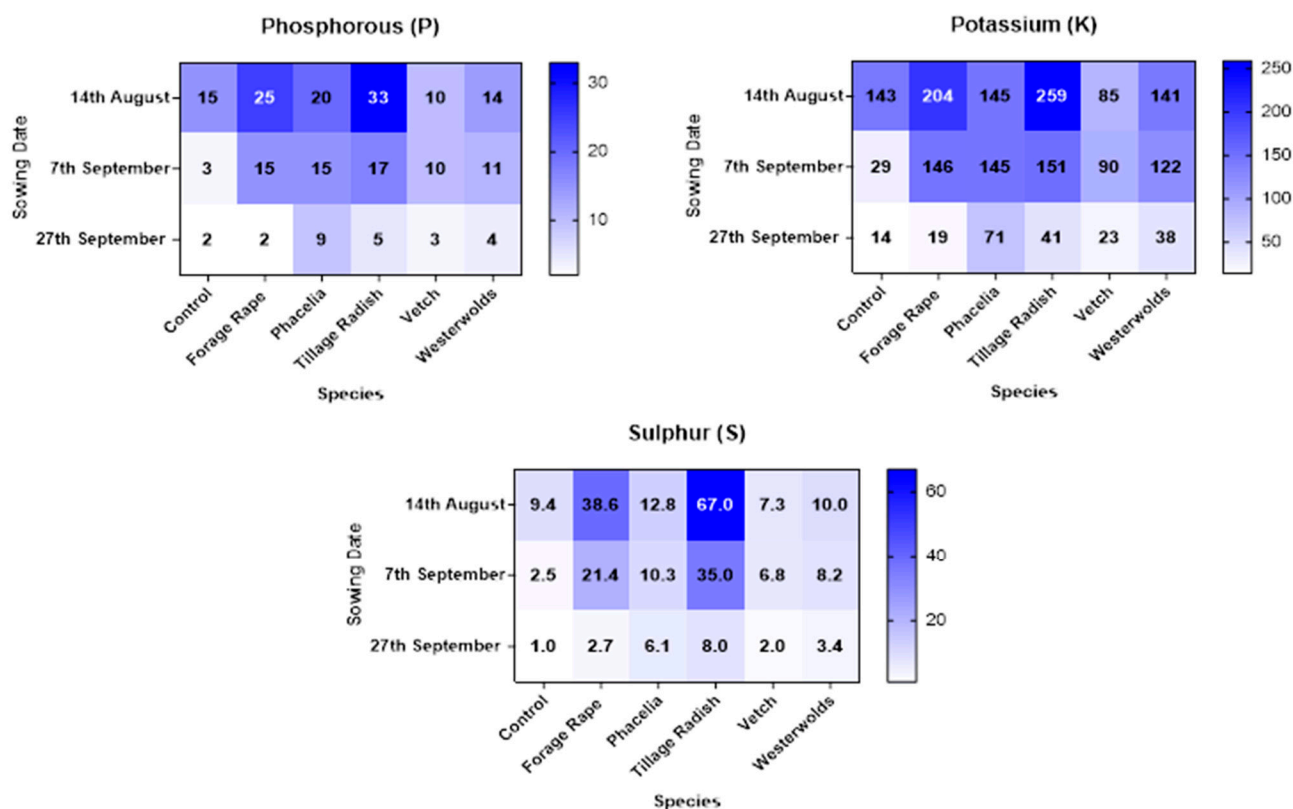 Phosphorous (P)
14th August 15 25 20 33 10 14
7th September 3 15 15 17 10 11
27th September 2 2 9 5 3 4
30
20
10
Sowing Date
Control Forage Rape Phacelia Tillage Radish Vetch Westerwolds
Species
Potassium (K)
14th August 143 204 145 259 85 141
7th September 29 146 145 151 90 122
27th September 14 19 71 41 23 38
250
200
150
100
50
Sowing Date
Control Forage Rape Phacelia Tillage Radish Vetch Westerwolds
Species
Sulphur (S)
14th August 9.4 38.6 12.8 67.0 7.3 10.0
7th September 2.5 21.4 10.3 35.0 6.8 8.2
27th September 1.0 2.7 6.1 8.0 2.0 3.4
60
40
20
Sowing Date
Control Forage Rape Phacelia Tillage Radish Vetch Westerwolds
Species